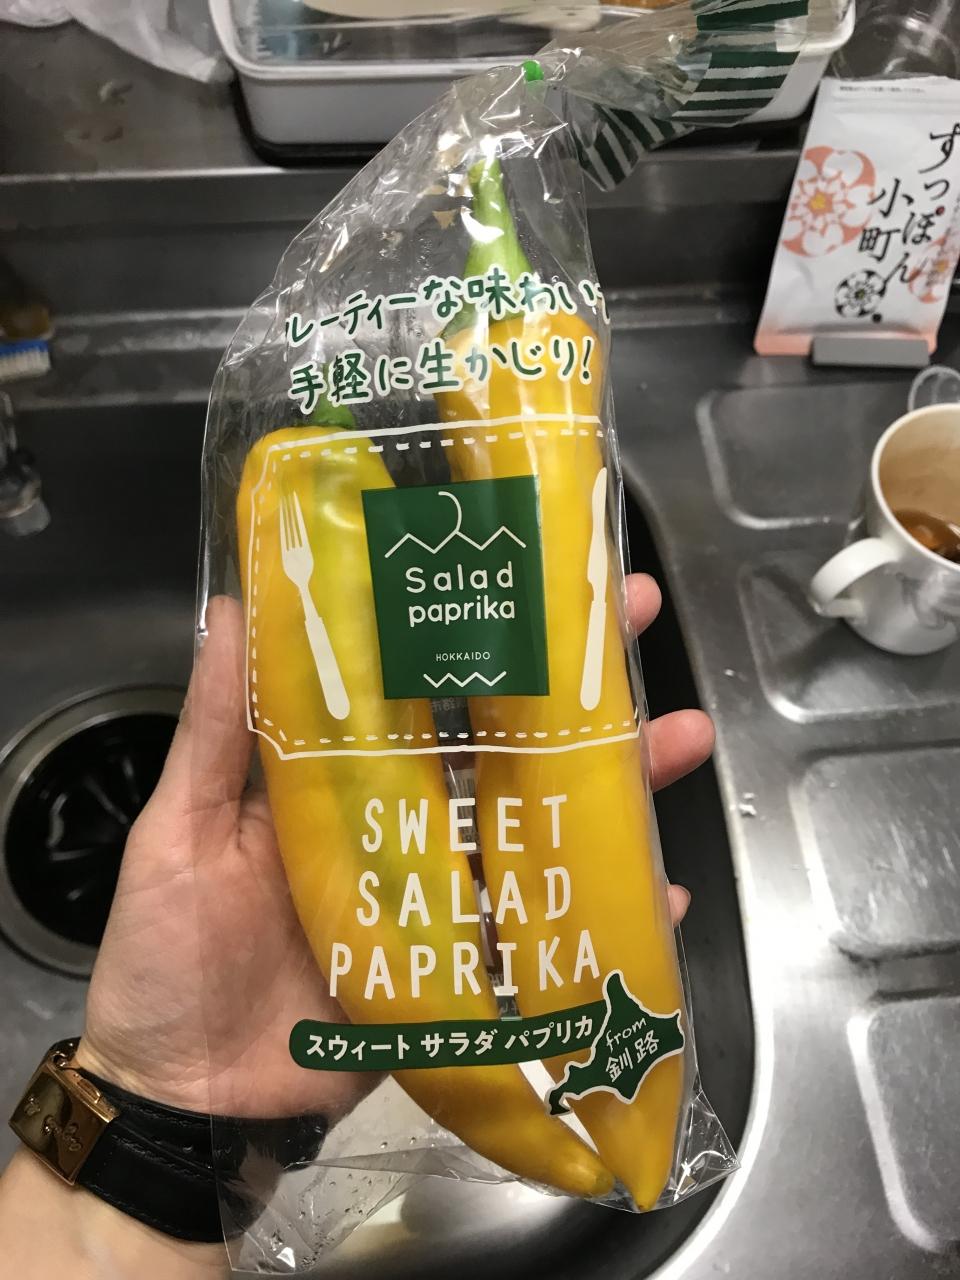 ルーティーな味わい
手軽に生かじり!
Salad
paprika
HOKKAIDO
SWEET
SALAD
PAPRIKA
スウィート サラダ パプリカ
from
釧路
すっぽん
小町